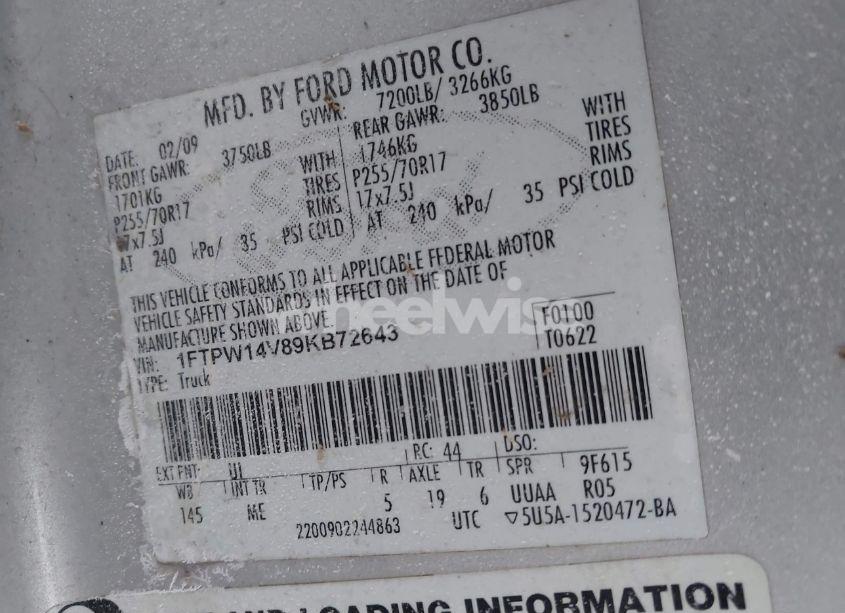 MFD. BY FORD MOTOR CO.
DATE: 02/09 GVWR: 7200LB/ 3266KG
FRONT GAWR: 3750LB REAR GAWR: 3850LB
1701KG WITH 1746KG WITH
P255/70R17 TIRES P255/70R17 TIRES
17x7.5J RIMS 17x7.5J RIMS
AT 240 kPa/ 35 PSI COLD AT 240 kPa/ 35 PSI COLD
THIS VEHICLE CONFORMS TO ALL APPLICABLE FEDERAL MOTOR
VEHICLE SAFETY STANDARDS IN EFFECT ON THE DATE OF
MANUFACTURE SHOWN ABOVE.
VIN: 1FTPW14V89KB72643 F0100
TYPE: Truck T0622
wheelwise
EXT PNT: UI RC: 44 DSO:
WB INT TR TP/PS R AXLE TR SPR 9F615
145 ME 5 19 6 UUAA R05
2200902244863 UTC ▽5U5A-1520472-BA
AND LOADING INFORMATION